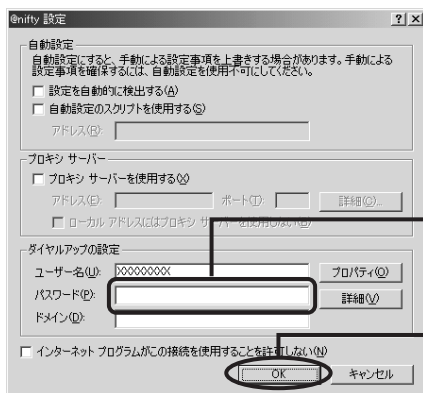 @nifty 設定
自動設定
自動設定にすると、手動による設定事項を上書きする場合があります。手動による
設定事項を確保するには、自動設定を使用不可にしてください。
設定を自動的に検出する(A)
自動設定のスクリプトを使用する(S)
アドレス(R):
プロキシ サーバー
プロキシ サーバーを使用する(X)
アドレス(E): ポート(T): 詳細(C)...
ローカル アドレスにはプロキシ サーバーを使用しない(B)
ダイヤルアップの設定
ユーザー名(U): XXXXXXXX プロパティ(O)
パスワード(P): 詳細(V)
ドメイン(D):
インターネット プログラムがこの接続を使用することを許可しない(N)
OK キャンセル